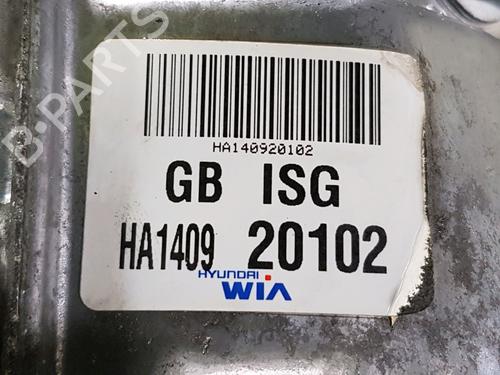 B-PARTS
HA140920102
GB ISG
HA1409 20102
HYUNDAI
WIA